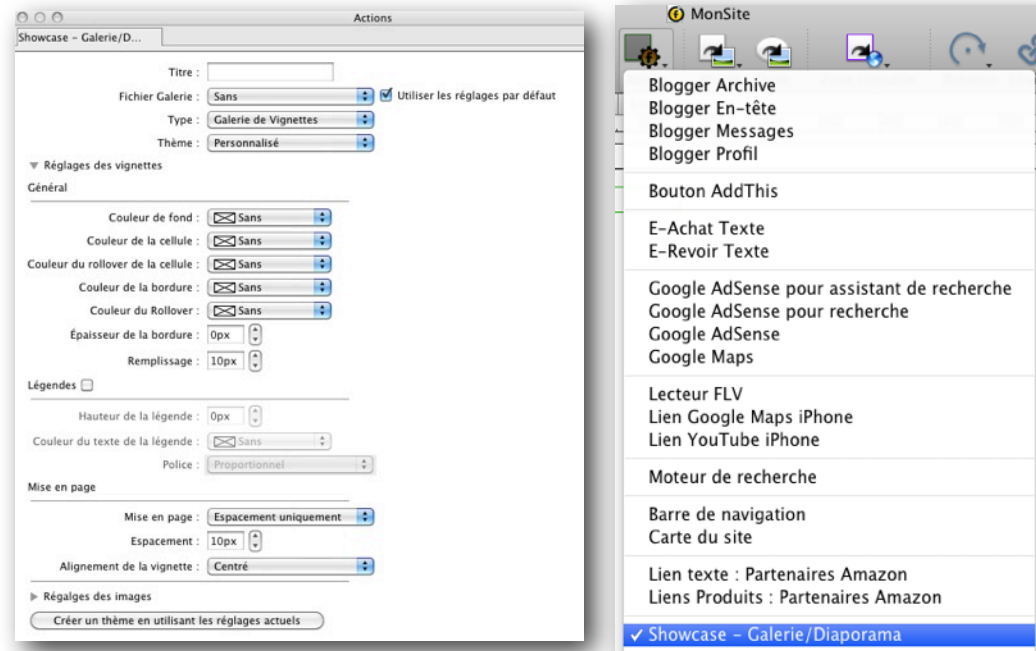 Actions
Showcase – Galerie/D...
Titre :
Fichier Galerie : Sans Utiliser les réglages par défaut
Type : Galerie de Vignettes
Thème : Personnalisé
Réglages des vignettes
Général
Couleur de fond : Sans
Couleur de la cellule : Sans
Couleur du rollover de la cellule : Sans
Couleur de la bordure : Sans
Couleur du Rollover : Sans
Épaisseur de la bordure : 0px
Remplissage : 10px
Légendes
Hauteur de la légende : 0px
Couleur du texte de la légende : Sans
Police : Proportionnel
Mise en page
Mise en page : Espacement uniquement
Espacement : 10px
Alignement de la vignette : Centré
Régalges des images
Créer un thème en utilisant les réglages actuels
MonSite
Blogger Archive
Blogger En-tête
Blogger Messages
Blogger Profil
Bouton AddThis
E-Achat Texte
E-Revoir Texte
Google AdSense pour assistant de recherche
Google AdSense pour recherche
Google AdSense
Google Maps
Lecteur FLV
Lien Google Maps iPhone
Lien YouTube iPhone
Moteur de recherche
Barre de navigation
Carte du site
Lien texte : Partenaires Amazon
Liens Produits : Partenaires Amazon
Showcase – Galerie/Diaporama